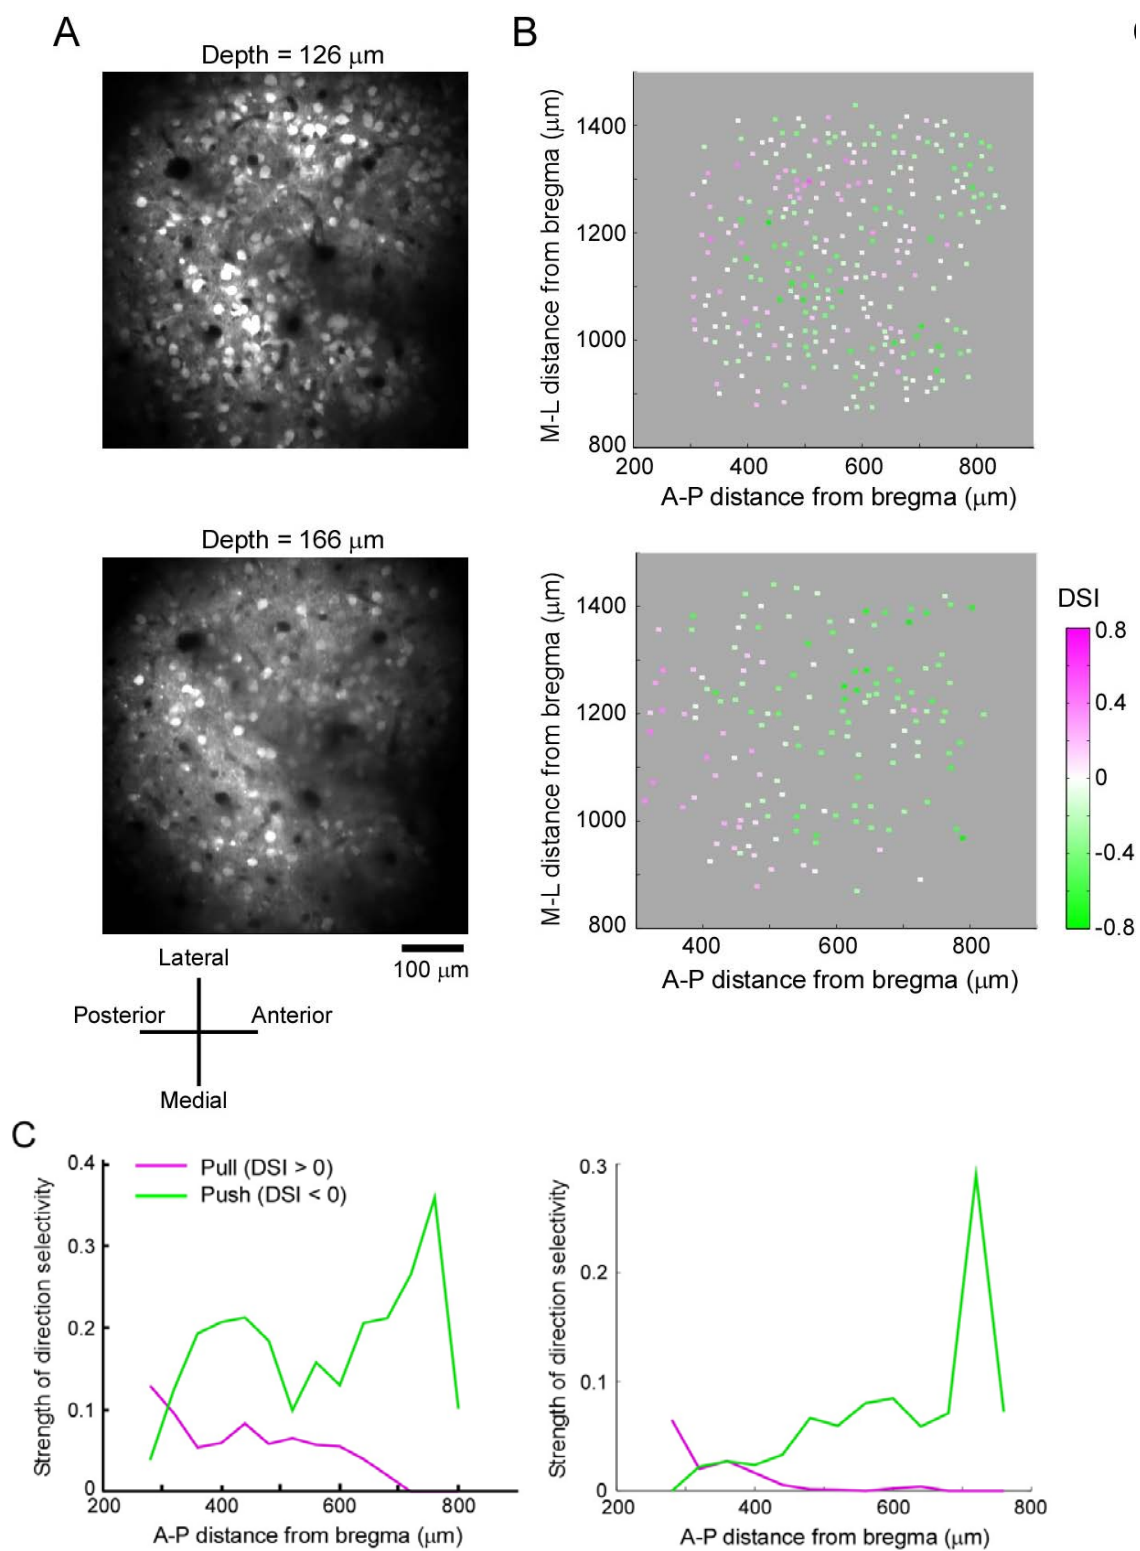 A
B
Depth = 126 μm
M-L distance from bregma (μm)
1400
1200
1000
800
200
400
600
800
A-P distance from bregma (μm)
Depth = 166 μm
M-L distance from bregma (μm)
1400
1200
1000
800
400
600
800
A-P distance from bregma (μm)
DSI
0.8
0.4
0
-0.4
-0.8
100 μm
Lateral
Posterior
Anterior
Medial
C
Strength of direction selectivity
0.4
0.3
0.2
0.1
0
Pull (DSI > 0)
Push (DSI < 0)
200
400
600
800
A-P distance from bregma (μm)
Strength of direction selectivity
0.3
0.2
0.1
0
200
400
600
800
A-P distance from bregma (μm)